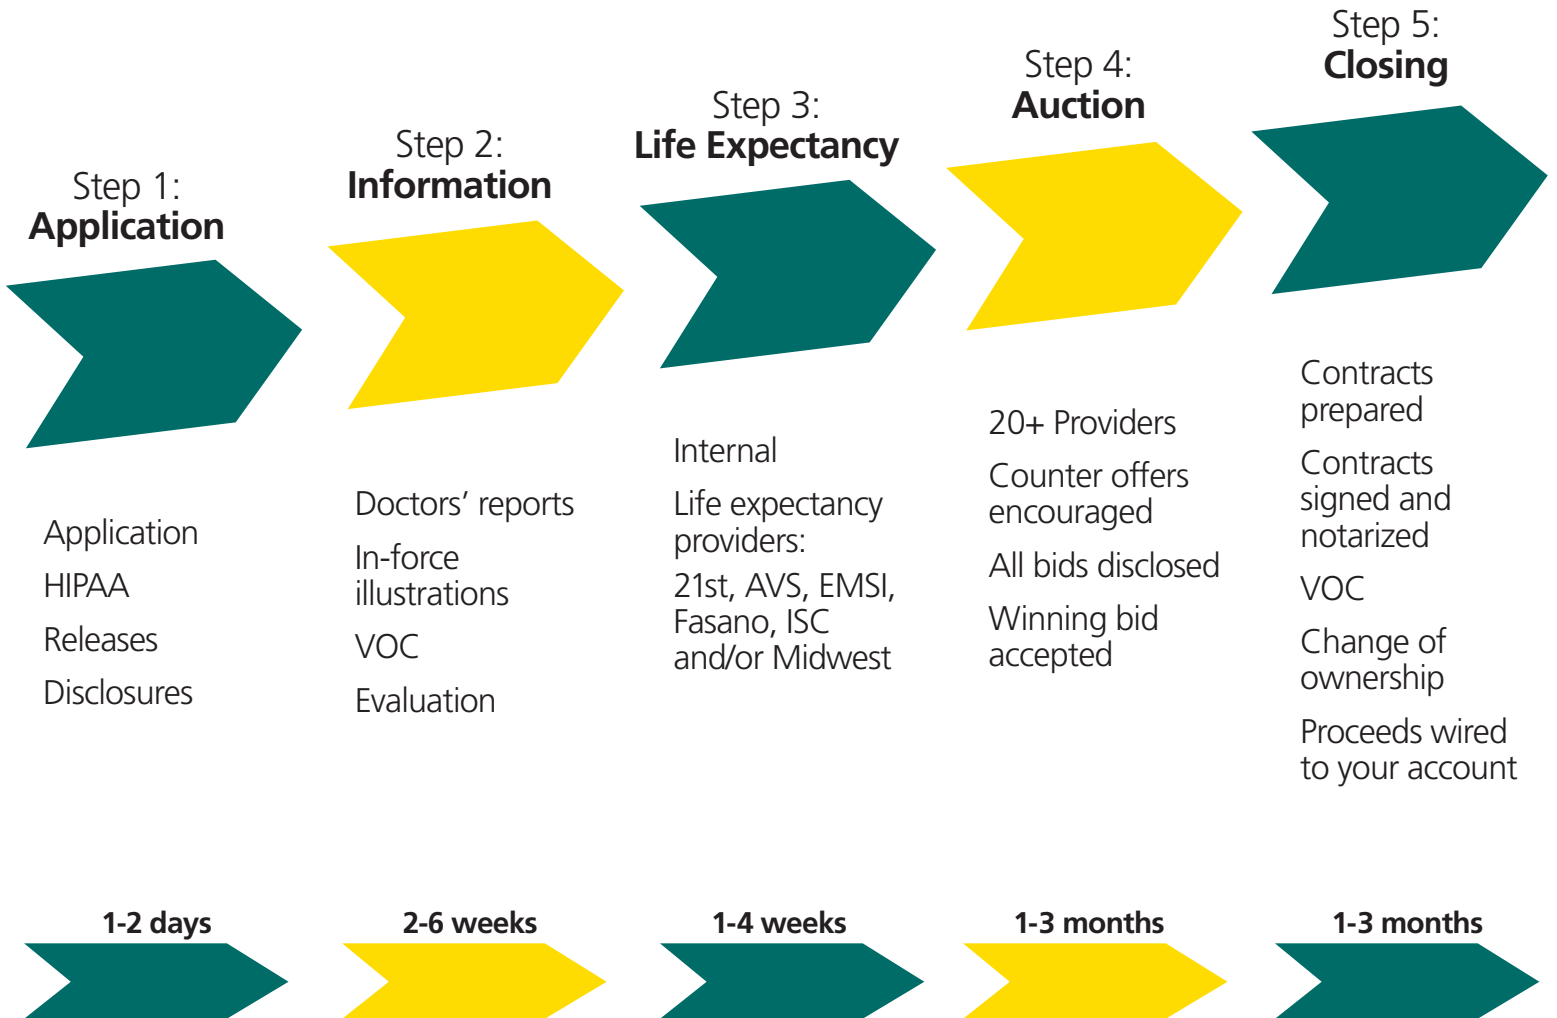 Step 1:
Application
Application
HIPAA
Releases
Disclosures
1-2 days
Step 2:
Information
Doctors’ reports
In-force
illustrations
VOC
Evaluation
2-6 weeks
Step 3:
Life Expectancy
Internal
Life expectancy
providers:
21st, AVS, EMSI,
Fasano, ISC
and/or Midwest
1-4 weeks
Step 4:
Auction
20+ Providers
Counter offers
encouraged
All bids disclosed
Winning bid
accepted
1-3 months
Step 5:
Closing
Contracts
prepared
Contracts
signed and
notarized
VOC
Change of
ownership
Proceeds wired
to your account
1-3 months